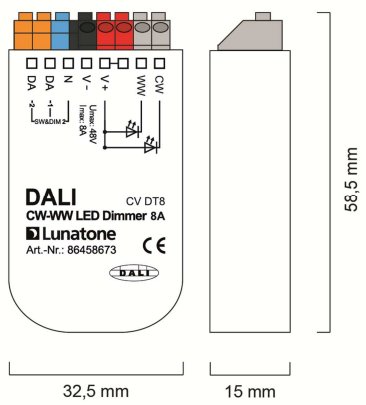 DA DA N V - V + WW CW
~2 ~1
SW&DIM 2
Umax: 48V
Imax: 8A
DALI CV DT8
CW-WW LED Dimmer 8A
Lunatone
Art.-Nr.: 86458673 CE
DALI
58,5 mm
32,5 mm 15 mm